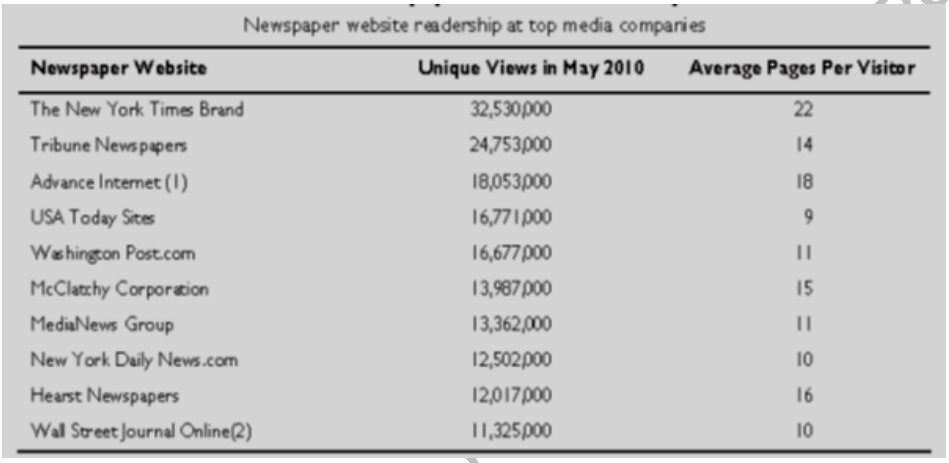 Newspaper website readership at top media companies
Newspaper Website Unique Views in May 2010 Average Pages Per Visitor
The New York Times Brand 32,530,000 22
Tribune Newspapers 24,753,000 14
Advance Internet (1) 18,053,000 18
USA Today Sites 16,771,000 9
Washington Post.com 16,677,000 11
McClatchy Corporation 13,987,000 15
MediaNews Group 13,362,000 11
New York Daily News.com 12,502,000 10
Hearst Newspapers 12,017,000 16
Wall Street Journal Online(2) 11,325,000 10